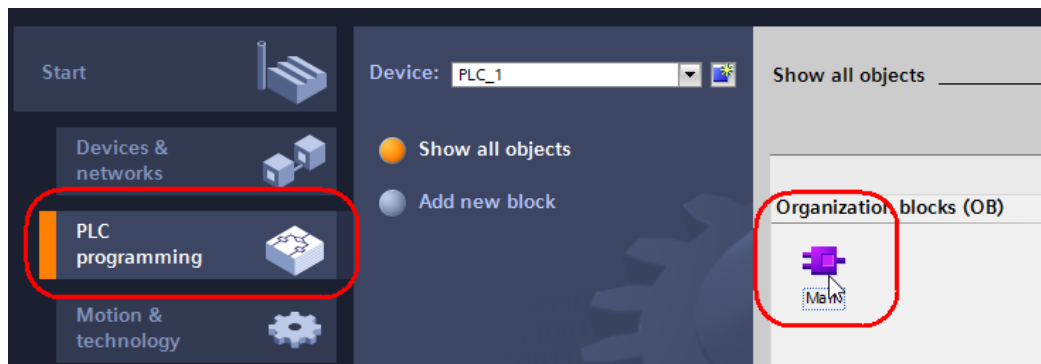 Start
Devices &
networks
PLC
programming
Motion &
technology
Device: PLC_1
Show all objects
Add new block
Show all objects
Organization blocks (OB)
Main